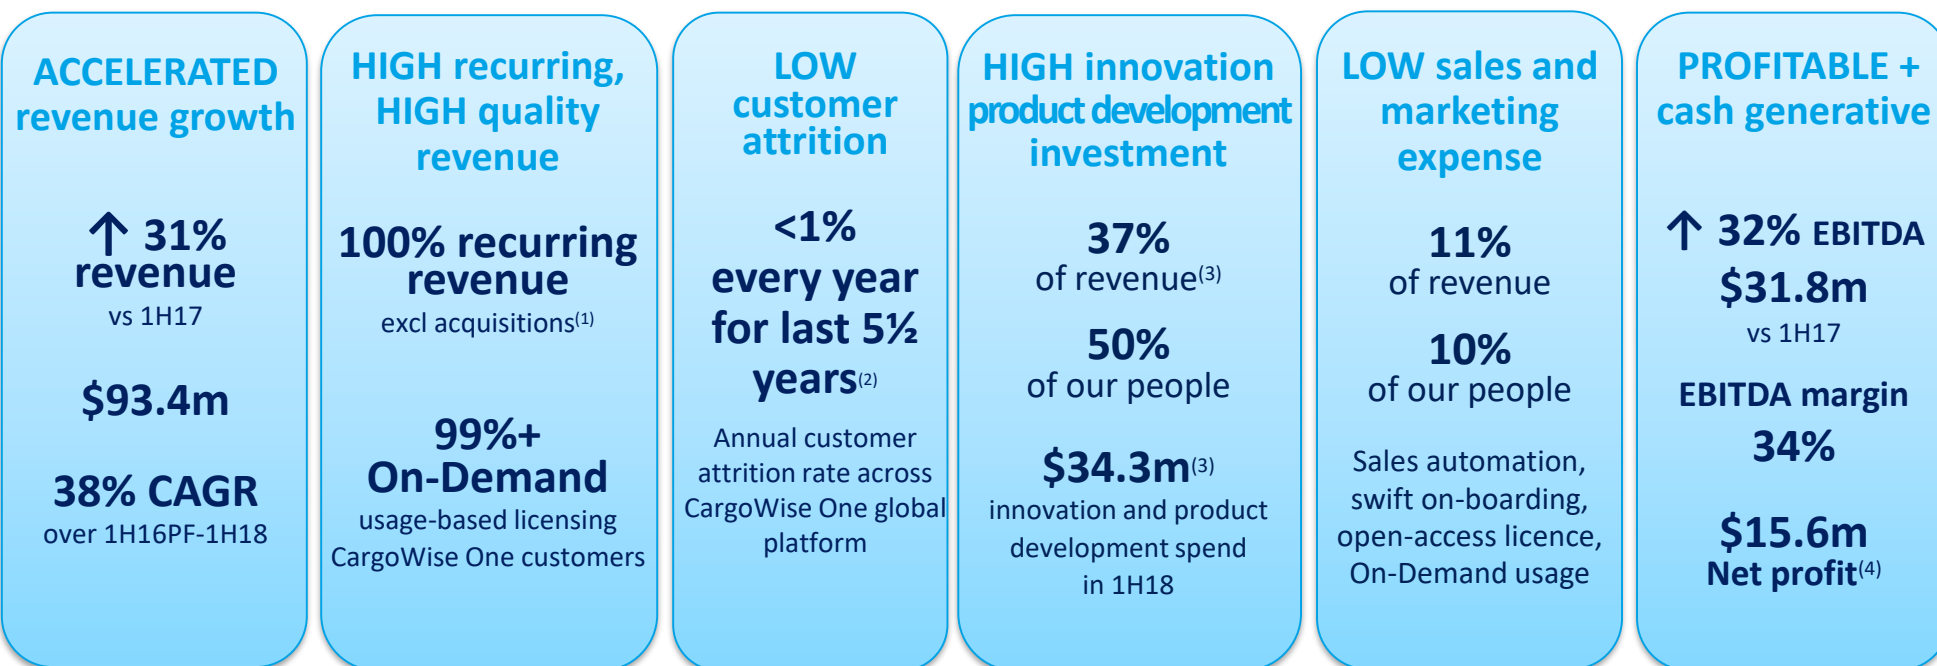 ACCELERATED
revenue growth
↑ 31%
revenue
vs 1H17
$93.4m
38% CAGR
over 1H16PF-1H18
HIGH recurring,
HIGH quality
revenue
100% recurring
revenue
excl acquisitions(1)
99%+
On-Demand
usage-based licensing
CargoWise One customers
LOW
customer
attrition
<1%
every year
for last 5½
years(2)
Annual customer
attrition rate across
CargoWise One global
platform
HIGH innovation
product development
investment
37%
of revenue(3)
50%
of our people
$34.3m(3)
innovation and product
development spend
in 1H18
LOW sales and
marketing
expense
11%
of revenue
10%
of our people
Sales automation,
swift on-boarding,
open-access licence,
On-Demand usage
PROFITABLE +
cash generative
↑ 32% EBITDA
$31.8m
vs 1H17
EBITDA margin
34%
$15.6m
Net profit(4)